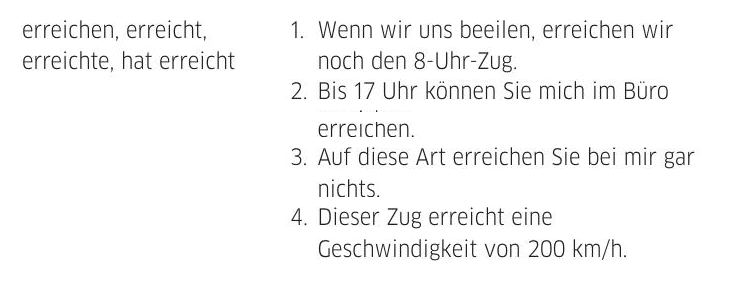 erreichen, erreicht,
erreichte, hat erreicht
1. Wenn wir uns beeilen, erreichen wir
noch den 8-Uhr-Zug.
2. Bis 17 Uhr können Sie mich im Büro
erreichen.
3. Auf diese Art erreichen Sie bei mir gar
nichts.
4. Dieser Zug erreicht eine
Geschwindigkeit von 200 km/h.